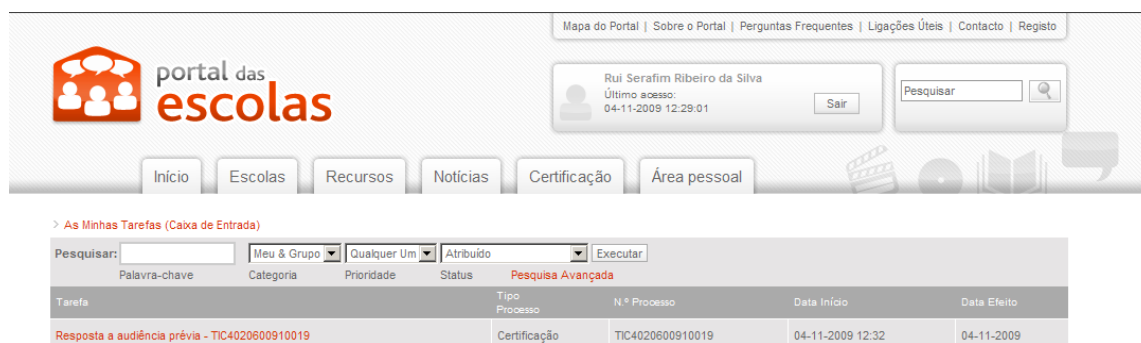 Mapa do Portal | Sobre o Portal | Perguntas Frequentes | Ligações Úteis | Contacto | Registo
portal das
escolas
Rui Serafim Ribeiro da Silva
Último acesso:
04-11-2009 12:29:01
Sair
Pesquisar
Início Escolas Recursos Notícias Certificação Área pessoal
> As Minhas Tarefas (Caixa de Entrada)
Pesquisar: Meu & Grupo Qualquer Um Atribuído Executar
Palavra-chave Categoria Prioridade Status Pesquisa Avançada
Tarefa Tipo Processo N.º Processo Data Início Data Efeito
Resposta a audiência prévia - TIC4020600910019 Certificação TIC4020600910019 04-11-2009 12:32 04-11-2009